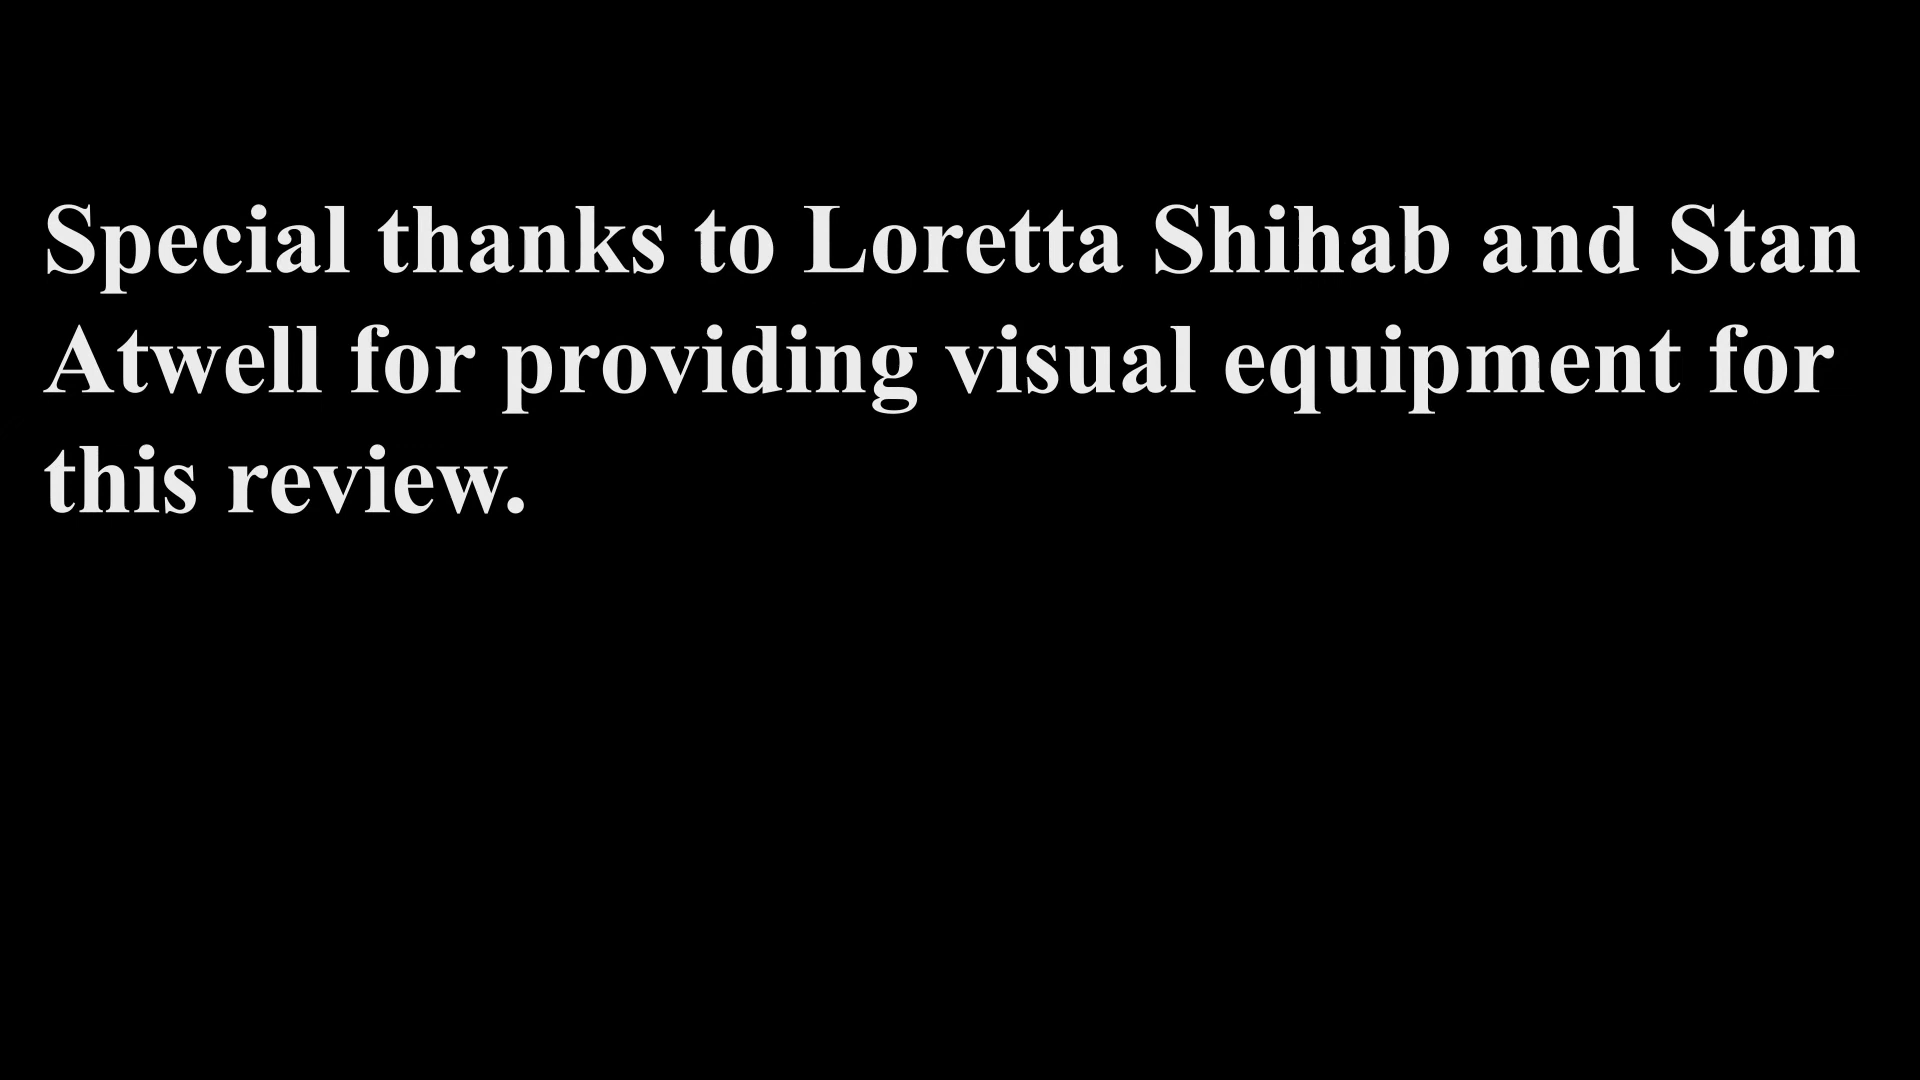 Special thanks to Loretta Shihab and Stan
Atwell for providing visual equipment for
this review.